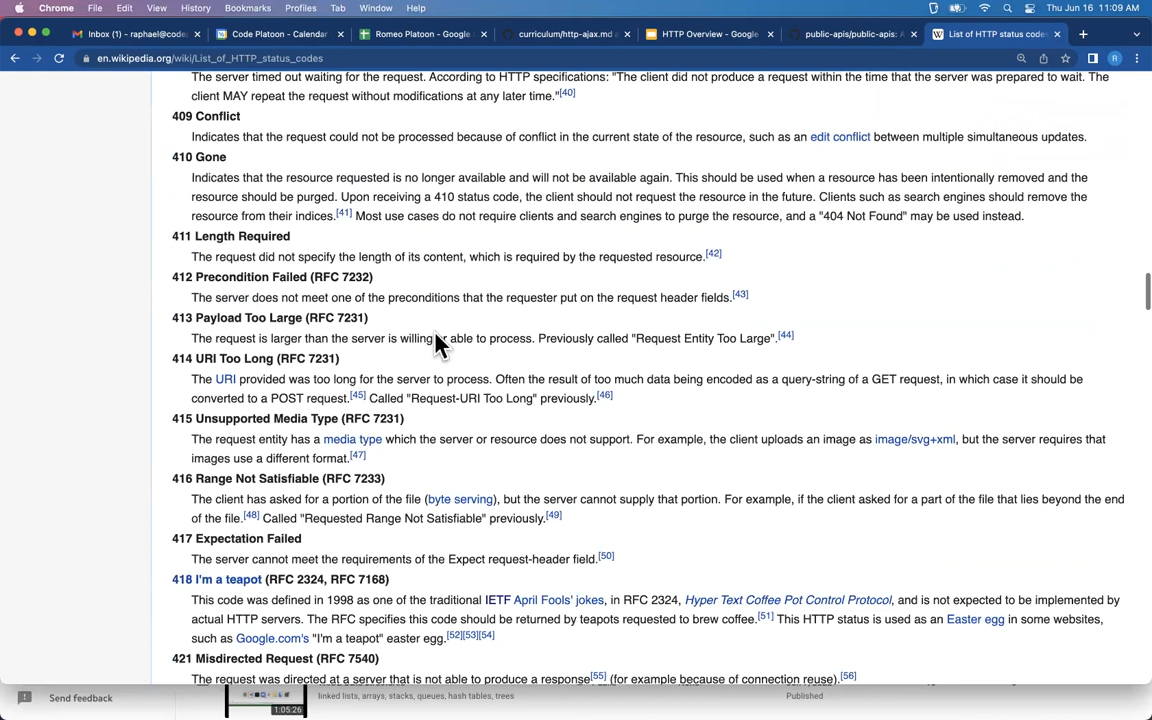 Chrome File Edit View History Bookmarks Profiles Tab Window Help Thu Jun 16 11:09 AM
Inbox (1) - raphael@code Code Platoon - Calendar Romeo Platoon - Google curriculum/http-ajax.md HTTP Overview - Google public-apis/public-apis: A List of HTTP status codes
en.wikipedia.org/wiki/List_of_HTTP_status_codes R
The server timed out waiting for the request. According to HTTP specifications: "The client did not produce a request within the time that the server was prepared to wait. The
client MAY repeat the request without modifications at any later time."[40]
409 Conflict
Indicates that the request could not be processed because of conflict in the current state of the resource, such as an edit conflict between multiple simultaneous updates.
410 Gone
Indicates that the resource requested is no longer available and will not be available again. This should be used when a resource has been intentionally removed and the
resource should be purged. Upon receiving a 410 status code, the client should not request the resource in the future. Clients such as search engines should remove the
resource from their indices.[41] Most use cases do not require clients and search engines to purge the resource, and a "404 Not Found" may be used instead.
411 Length Required
The request did not specify the length of its content, which is required by the requested resource.[42]
412 Precondition Failed (RFC 7232)
The server does not meet one of the preconditions that the requester put on the request header fields.[43]
413 Payload Too Large (RFC 7231)
The request is larger than the server is willing or able to process. Previously called "Request Entity Too Large".[44]
414 URI Too Long (RFC 7231)
The URI provided was too long for the server to process. Often the result of too much data being encoded as a query-string of a GET request, in which case it should be
converted to a POST request.[45] Called "Request-URI Too Long" previously.[46]
415 Unsupported Media Type (RFC 7231)
The request entity has a media type which the server or resource does not support. For example, the client uploads an image as image/svg+xml, but the server requires that
images use a different format.[47]
416 Range Not Satisfiable (RFC 7233)
The client has asked for a portion of the file (byte serving), but the server cannot supply that portion. For example, if the client asked for a part of the file that lies beyond the end
of the file.[48] Called "Requested Range Not Satisfiable" previously.[49]
417 Expectation Failed
The server cannot meet the requirements of the Expect request-header field.[50]
418 I'm a teapot (RFC 2324, RFC 7168)
This code was defined in 1998 as one of the traditional IETF April Fools' jokes, in RFC 2324, Hyper Text Coffee Pot Control Protocol, and is not expected to be implemented by
actual HTTP servers. The RFC specifies this code should be returned by teapots requested to brew coffee.[51] This HTTP status is used as an Easter egg in some websites,
such as Google.com's "I'm a teapot" easter egg.[52][53][54]
421 Misdirected Request (RFC 7540)
The request was directed at a server that is not able to produce a response[55] (for example because of connection reuse).[56]
Send feedback linked lists, arrays, stacks, queues, hash tables, trees Published
1:05:26